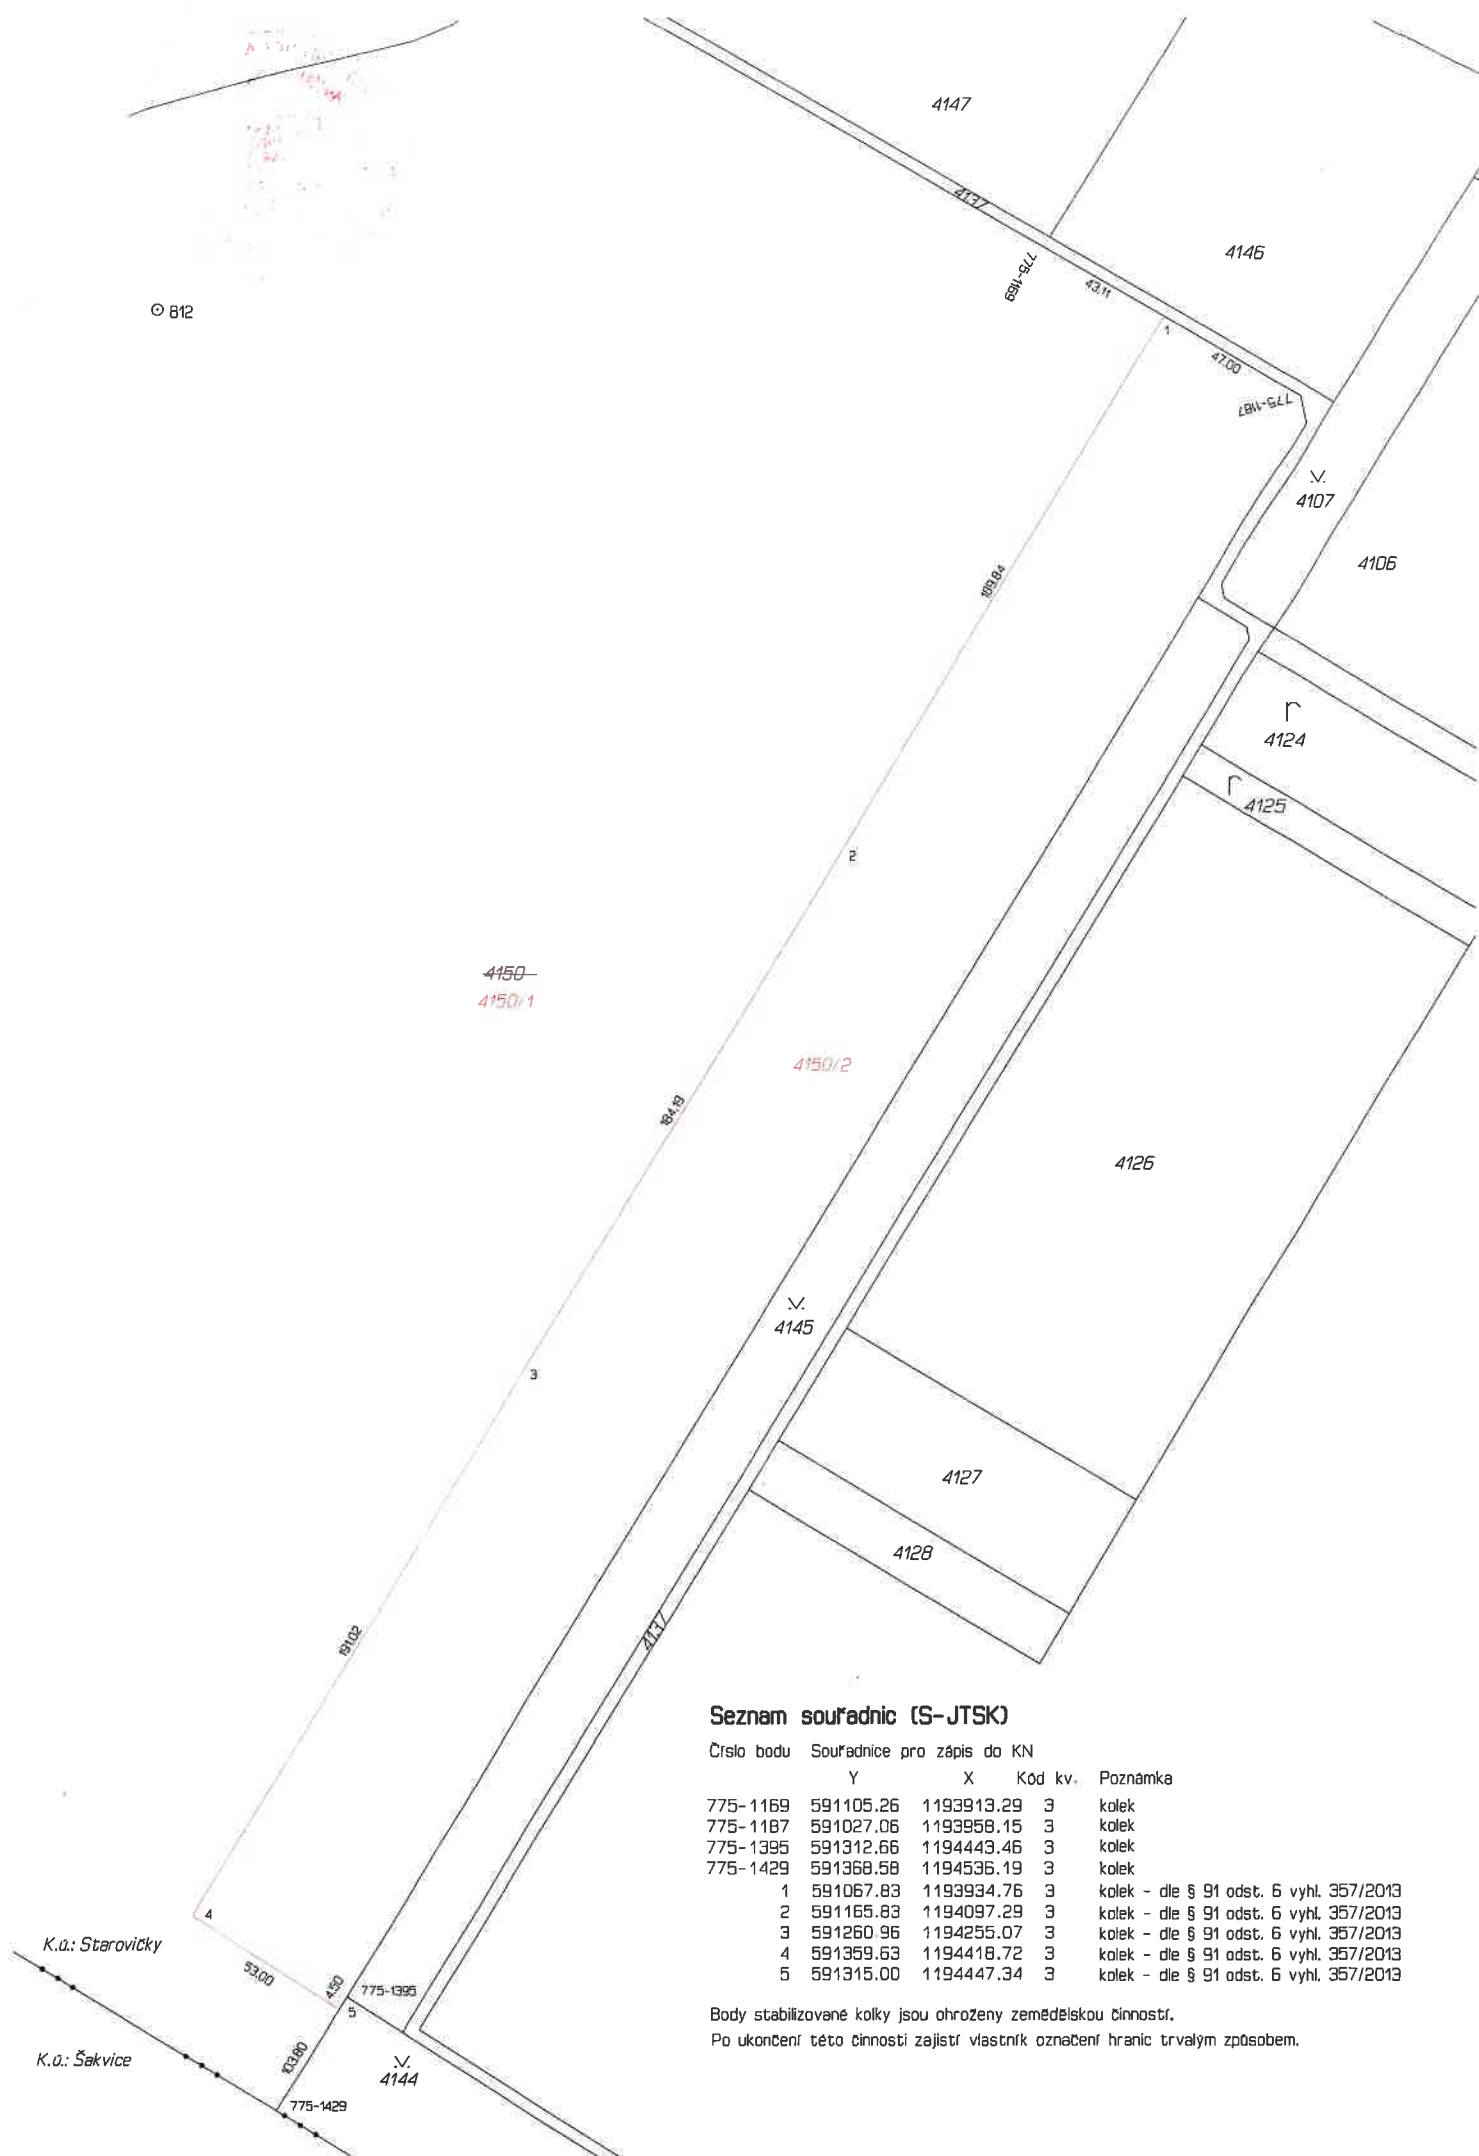 4147
4137
4146
775-1169
43.11
812
1
47.00
775-1187
4107
4106
189.84
r
4124
r
4125
2
4150
4150/1
4150/2
184.19
4126
4145
3
4127
4128
191.02
4137
Seznam souřadnic (S-JTSK)
Číslo bodu Souřadnice pro zápis do KN
Y X Kód kv. Poznámka
775-1169 591105.26 1193913.29 3 kolek
775-1187 591027.06 1193958.15 3 kolek
775-1395 591312.66 1194443.46 3 kolek
775-1429 591368.58 1194536.19 3 kolek
1 591067.83 1193934.76 3 kolek - dle § 91 odst. 6 vyhl. 357/2013
2 591165.83 1194097.29 3 kolek - dle § 91 odst. 6 vyhl. 357/2013
3 591260.96 1194255.07 3 kolek - dle § 91 odst. 6 vyhl. 357/2013
4 591359.63 1194418.72 3 kolek - dle § 91 odst. 6 vyhl. 357/2013
5 591315.00 1194447.34 3 kolek - dle § 91 odst. 6 vyhl. 357/2013
4
K.ú.: Starovičky
53.00
4.50
775-1395
5
Body stabilizované kolky jsou ohroženy zemědělskou činností.
Po ukončení této činnosti zajistí vlastník označení hranic trvalým způsobem.
K.ú.: Šakvice
103.80
4144
775-1429